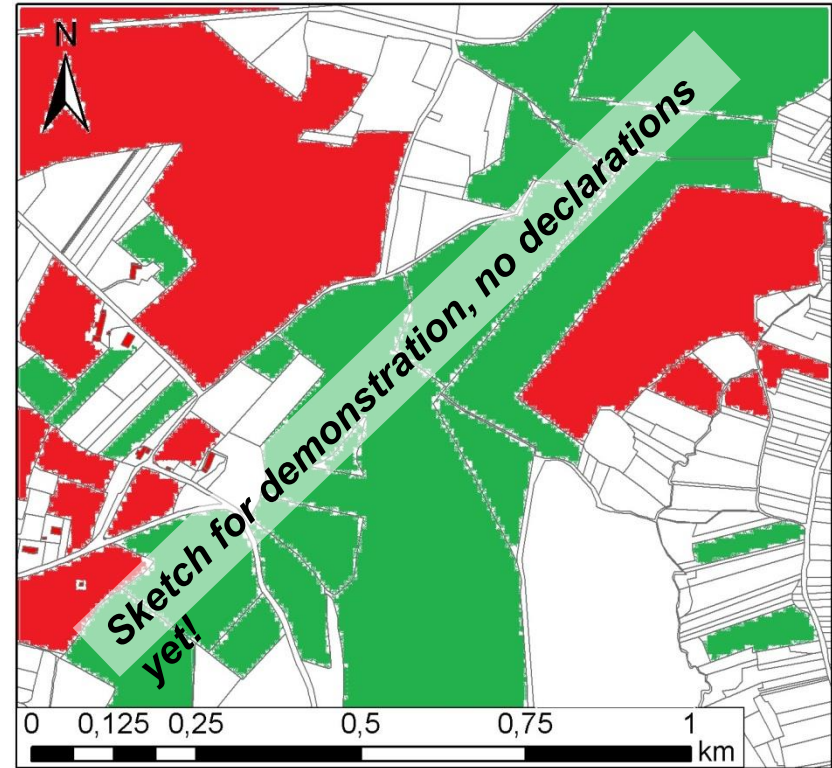 N
Sketch for demonstration, no declarations
yet!
0 0,125 0,25 0,5 0,75 1
km